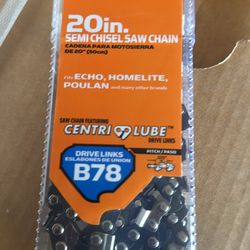 20in.
SEMI CHISEL SAW CHAIN
CADENA PARA MOTOSIERRA
DE 20" (50cm)
Fits ECHO, HOMELITE,
POULAN and many other brands
SAW CHAIN FEATURING
CENTRI LUBE™
DRIVE LINKS
DRIVE LINKS
ESLABONES DE UNION
B78
PITCH / PASO